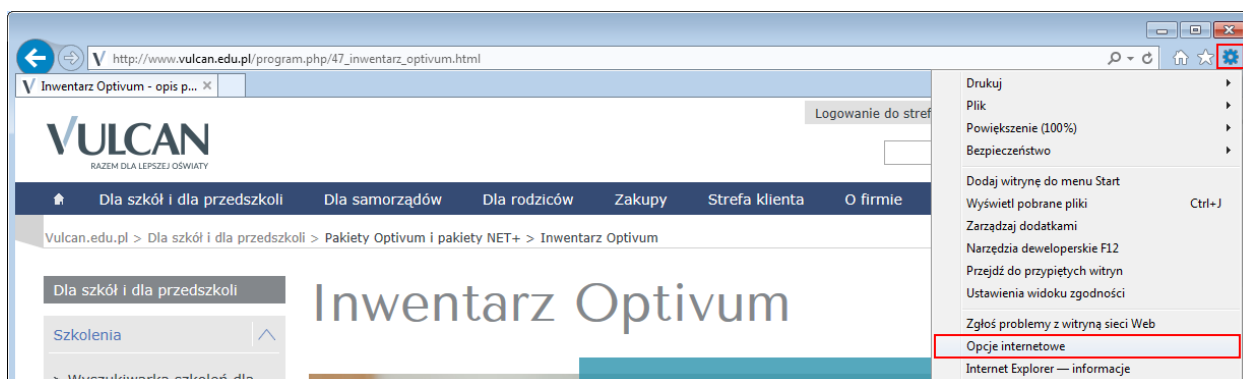 http://www.vulcan.edu.pl/program.php/47_inwentarz_optivum.html
Inwentarz Optivum - opis p...
Drukuj
Plik
Powiększenie (100%)
Bezpieczeństwo
Dodaj witrynę do menu Start
Wyświetl pobrane pliki Ctrl+J
Zarządzaj dodatkami
Narzędzia deweloperskie F12
Przejdź do przypiętych witryn
Ustawienia widoku zgodności
Zgłoś problemy z witryną sieci Web
Opcje internetowe
Internet Explorer — informacje
Logowanie do stref
VULCAN
RAZEM DLA LEPSZEJ OŚWIATY
Dla szkół i dla przedszkoli Dla samorządów Dla rodziców Zakupy Strefa klienta O firmie
Vulcan.edu.pl > Dla szkół i dla przedszkoli > Pakiety Optivum i pakiety NET+ > Inwentarz Optivum
Dla szkół i dla przedszkoli
Szkolenia
> Wyszukiwarka szkoleń dla
Inwentarz Optivum